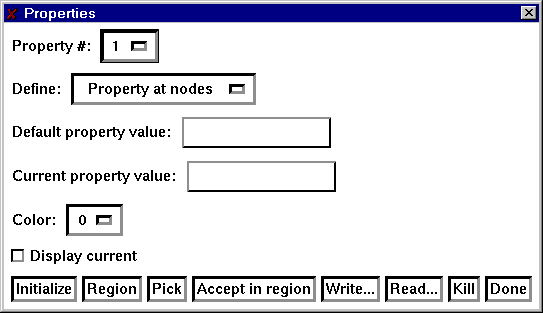 Properties
Property #: 1
Define: Property at nodes
Default property value:
Current property value:
Color: 0
Display current
Initialize Region Pick Accept in region Write... Read... Kill Done